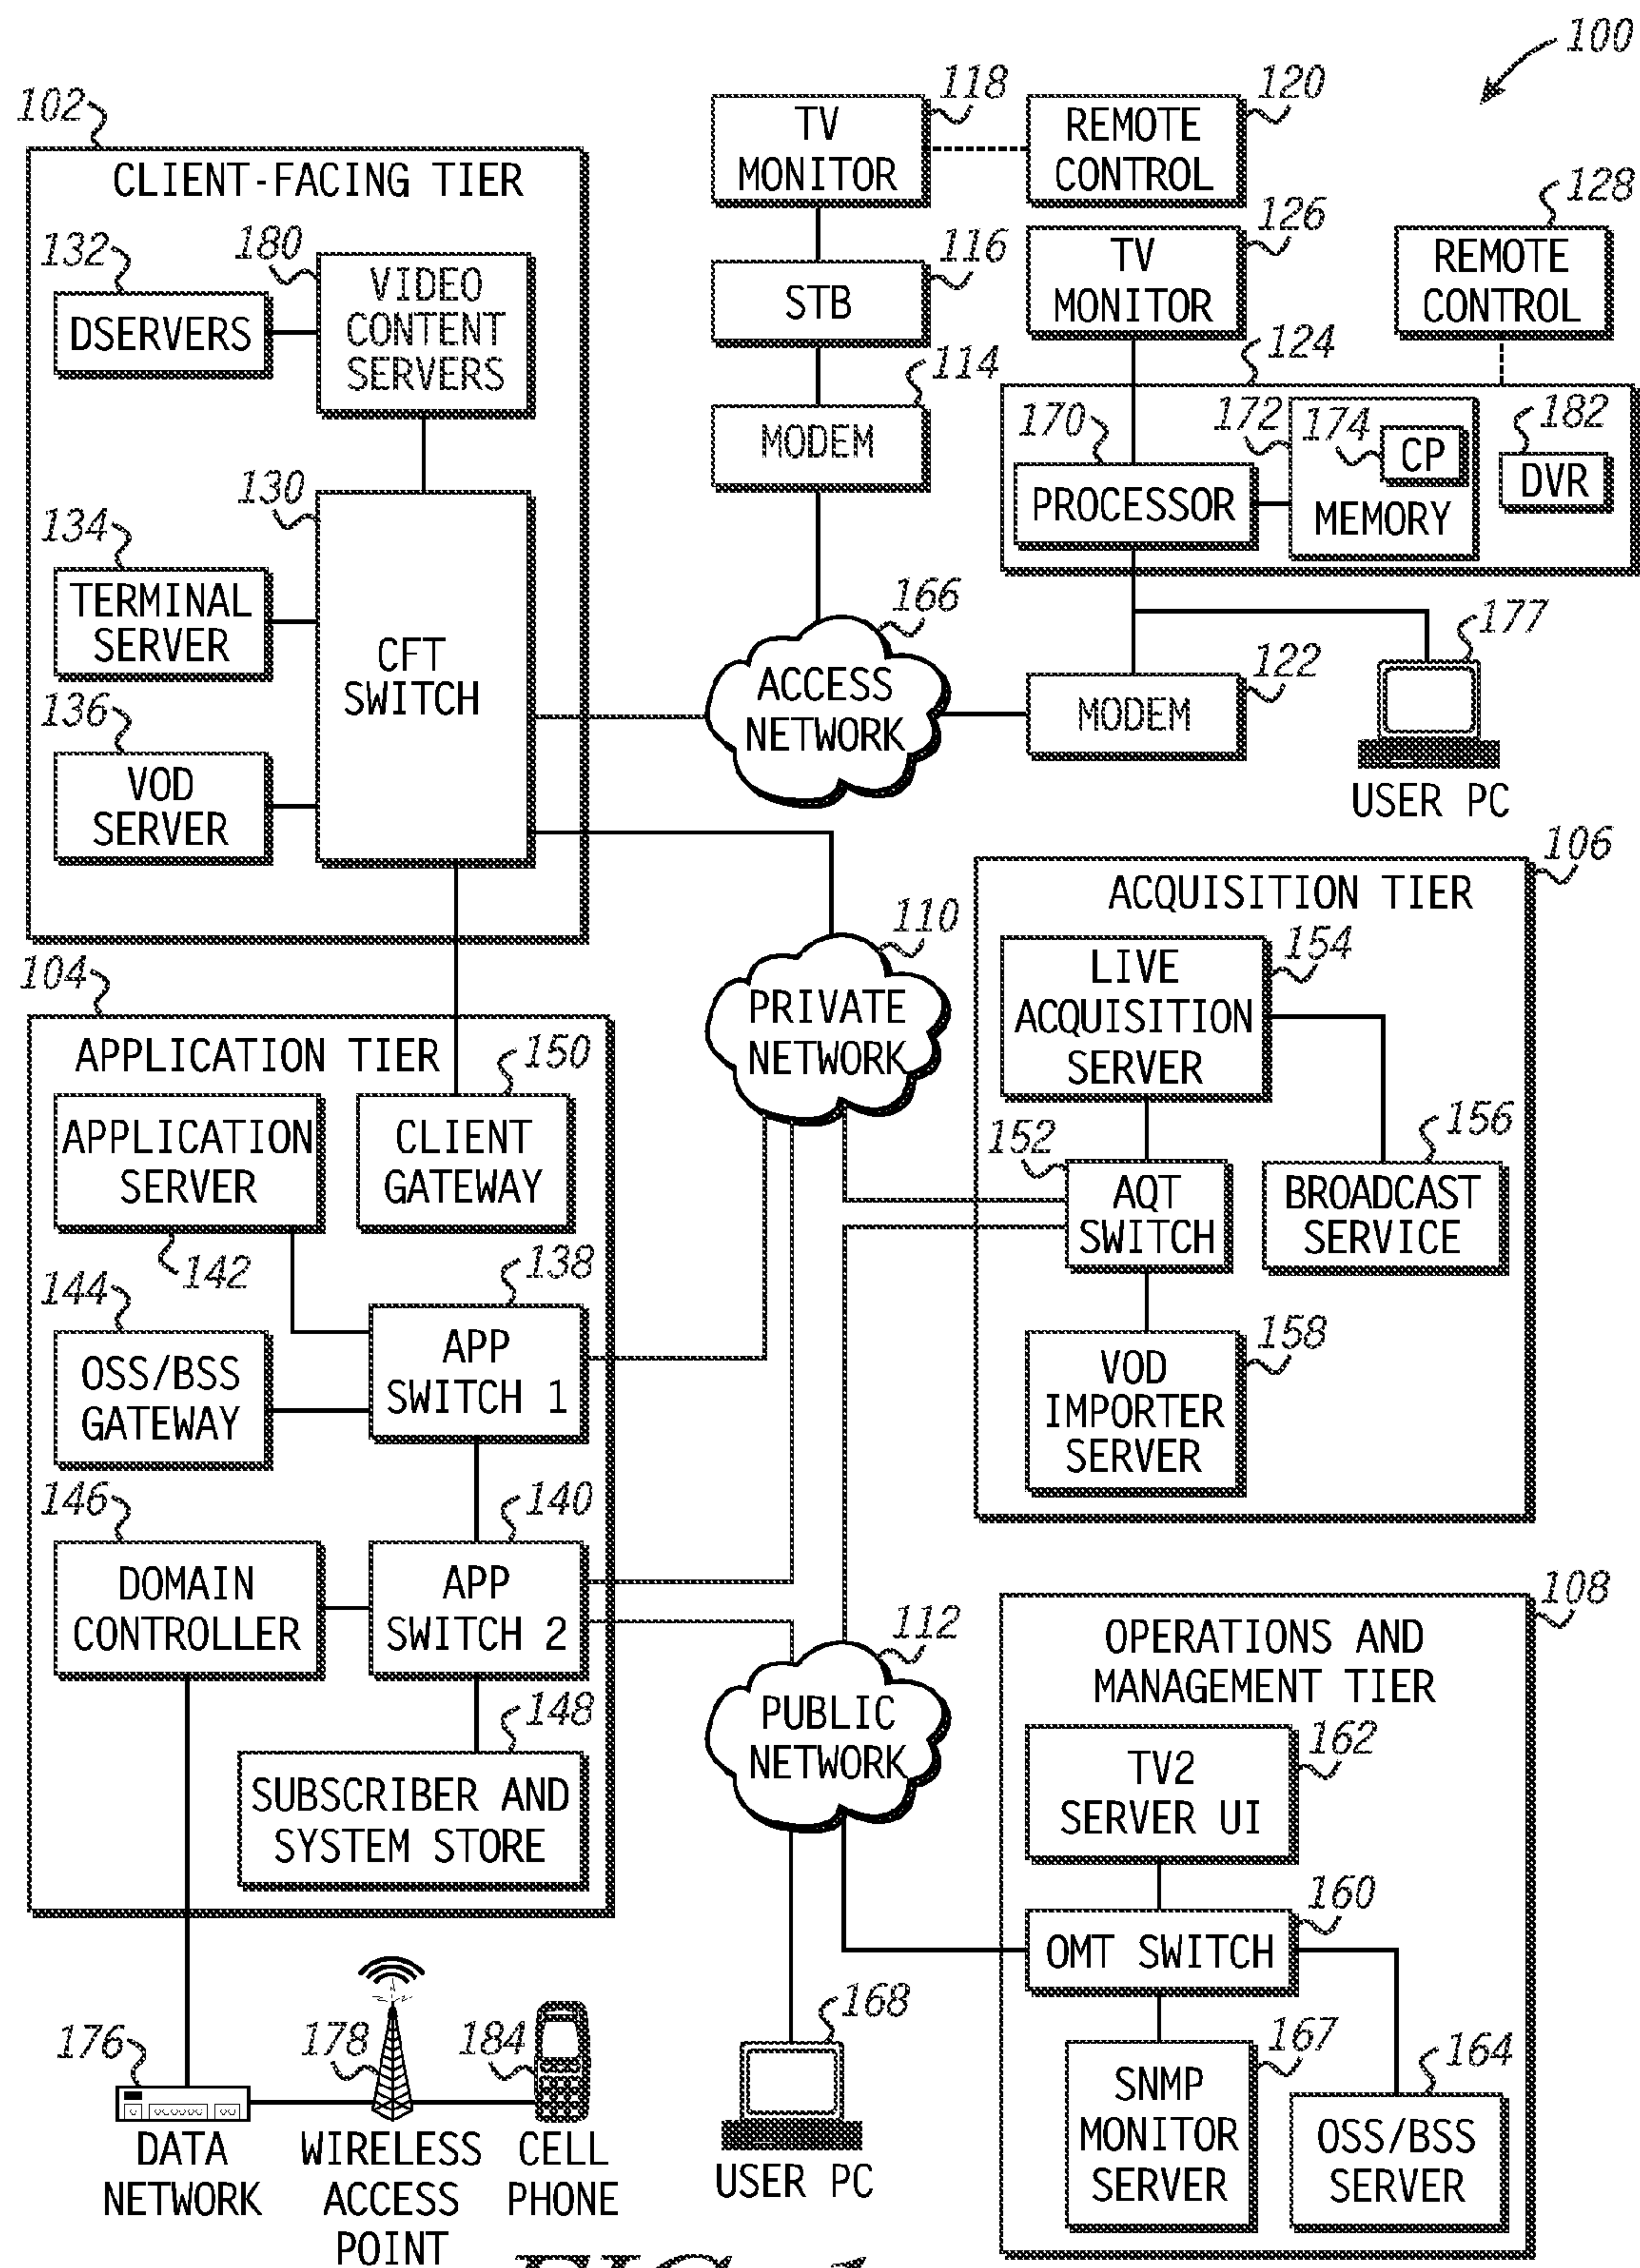 100
102
CLIENT-FACING TIER
132
DSERVERS
180
VIDEO
CONTENT
SERVERS
130
CFT
SWITCH
134
TERMINAL
SERVER
136
VOD
SERVER
118
TV
MONITOR
120
REMOTE
CONTROL
116
STB
114
MODEM
126
TV
MONITOR
128
REMOTE
CONTROL
124
170
PROCESSOR
172
174
CP
MEMORY
182
DVR
166
ACCESS
NETWORK
122
MODEM
177
USER PC
110
PRIVATE
NETWORK
106
ACQUISITION TIER
154
LIVE
ACQUISITION
SERVER
152
AQT
SWITCH
156
BROADCAST
SERVICE
158
VOD
IMPORTER
SERVER
104
APPLICATION TIER
APPLICATION
SERVER
142
150
CLIENT
GATEWAY
138
APP
SWITCH 1
144
OSS/BSS
GATEWAY
146
DOMAIN
CONTROLLER
140
APP
SWITCH 2
148
SUBSCRIBER AND
SYSTEM STORE
112
PUBLIC
NETWORK
108
OPERATIONS AND
MANAGEMENT TIER
162
TV2
SERVER UI
160
OMT SWITCH
167
SNMP
MONITOR
SERVER
164
OSS/BSS
SERVER
176
DATA
NETWORK
178
WIRELESS
ACCESS
POINT
184
CELL
PHONE
168
USER PC